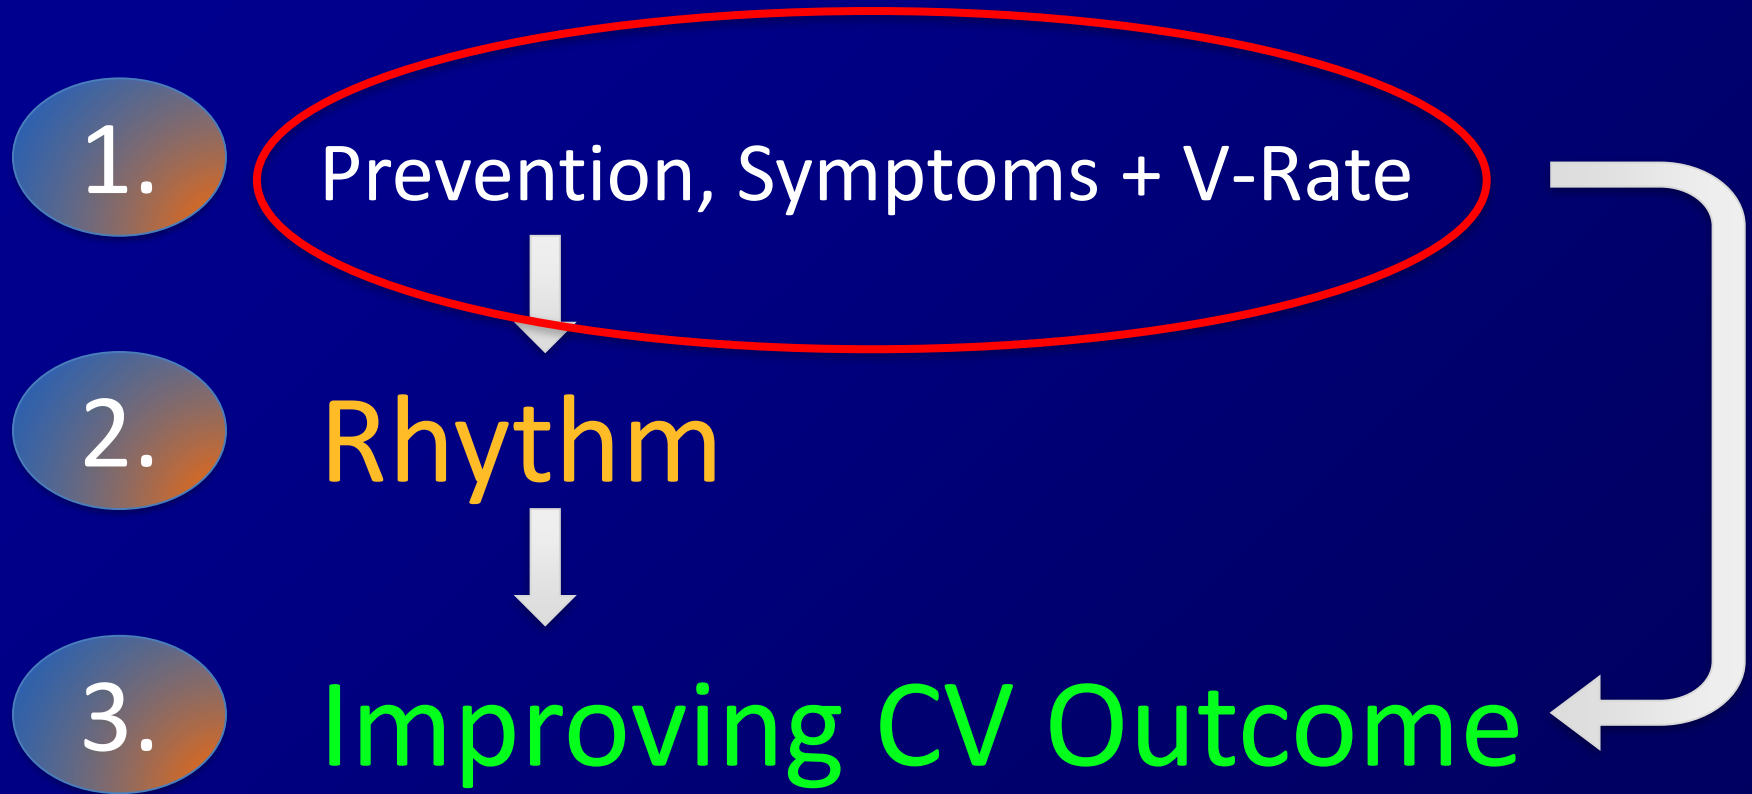 1. Prevention, Symptoms + V-Rate
2. Rhythm
3. Improving CV Outcome